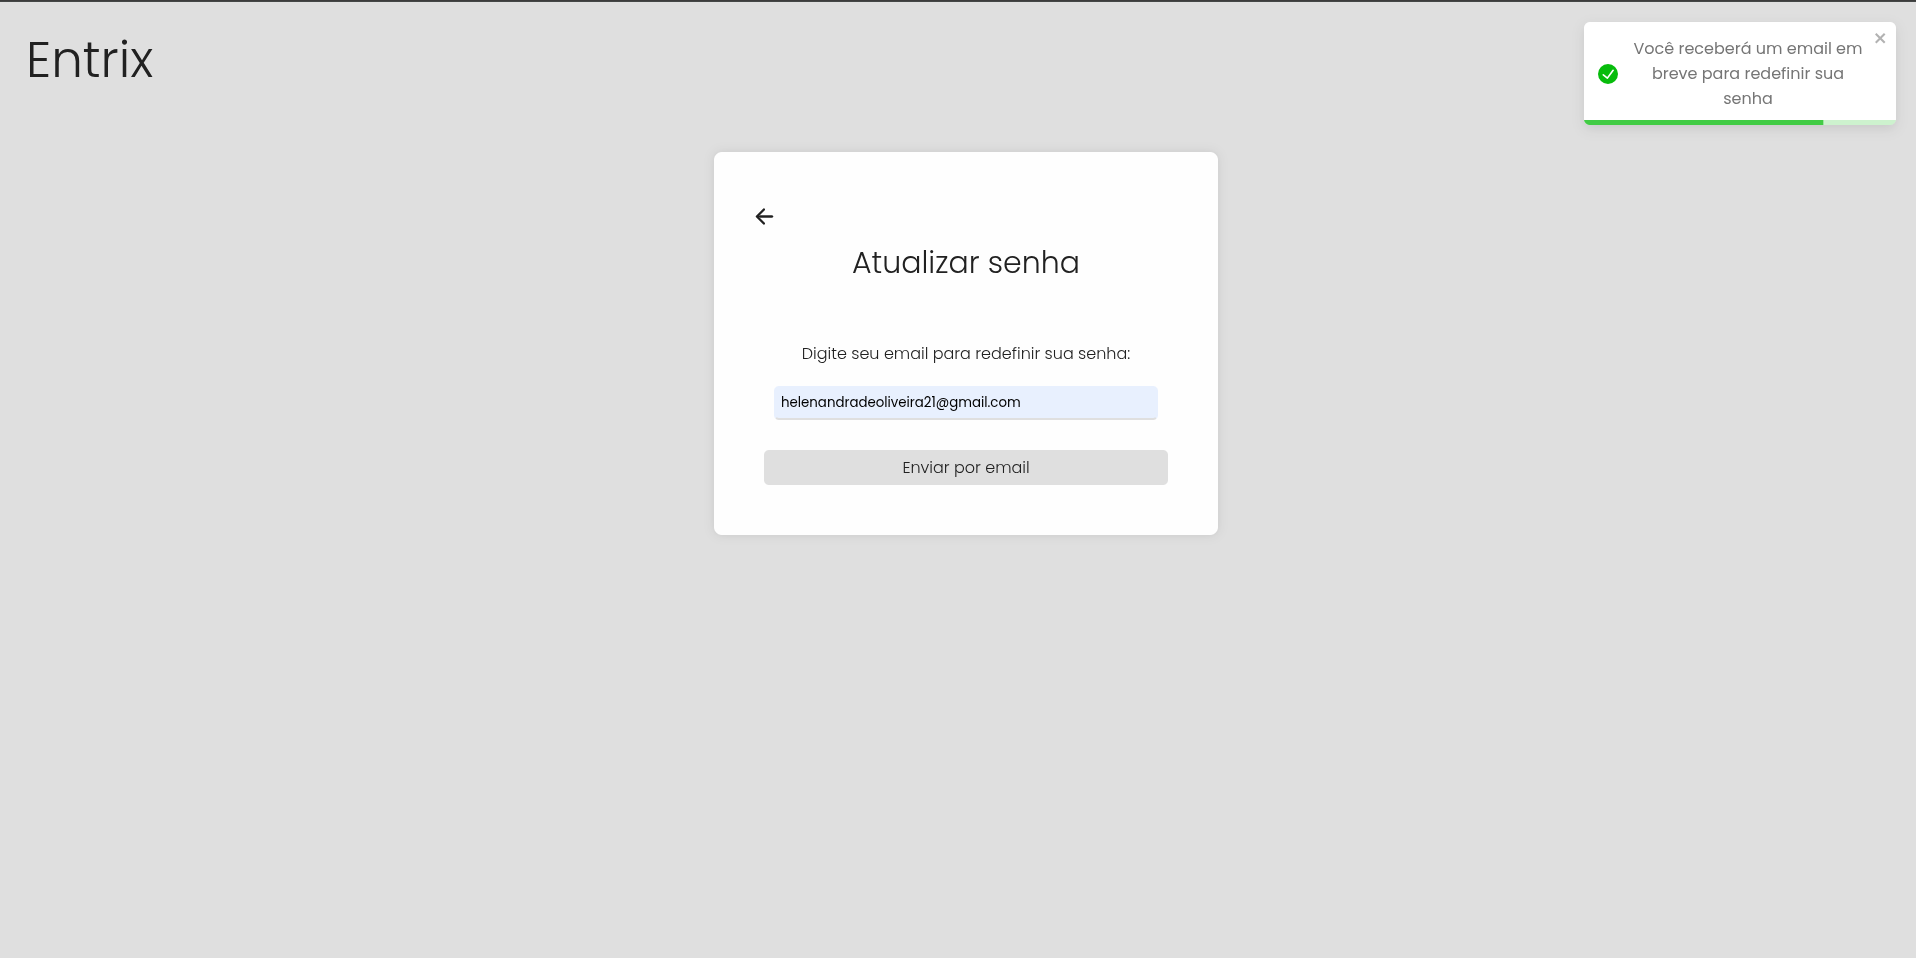 Entrix
Você receberá um email em
breve para redefinir sua
senha
Atualizar senha
Digite seu email para redefinir sua senha:
helenandradeoliveira21@gmail.com
Enviar por email